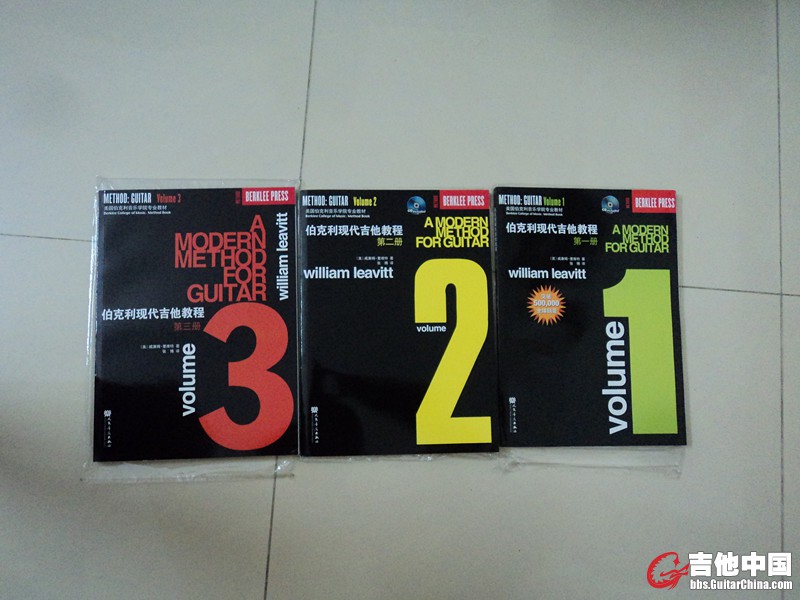 METHOD: GUITAR Volume 3
BERKLEE PRESS
美国伯克利音乐学院专业教材
Berklee College of Music, Method Book
A
MODERN
METHOD
FOR
GUITAR
william leavitt
伯克利现代吉他教程
第三册
volume
3
METHOD: GUITAR Volume 2
BERKLEE PRESS
美国伯克利音乐学院专业教材
Berklee College of Music, Method Book
A MODERN
METHOD
FOR GUITAR
伯克利现代吉他教程
第二册
william leavitt
volume
2
METHOD: GUITAR Volume 1
BERKLEE PRESS
美国伯克利音乐学院专业教材
Berklee College of Music, Method Book
A MODERN
METHOD
FOR GUITAR
伯克利现代吉他教程
第一册
william leavitt
500,000
volume
1
吉他中国
bbs.GuitarChina.com